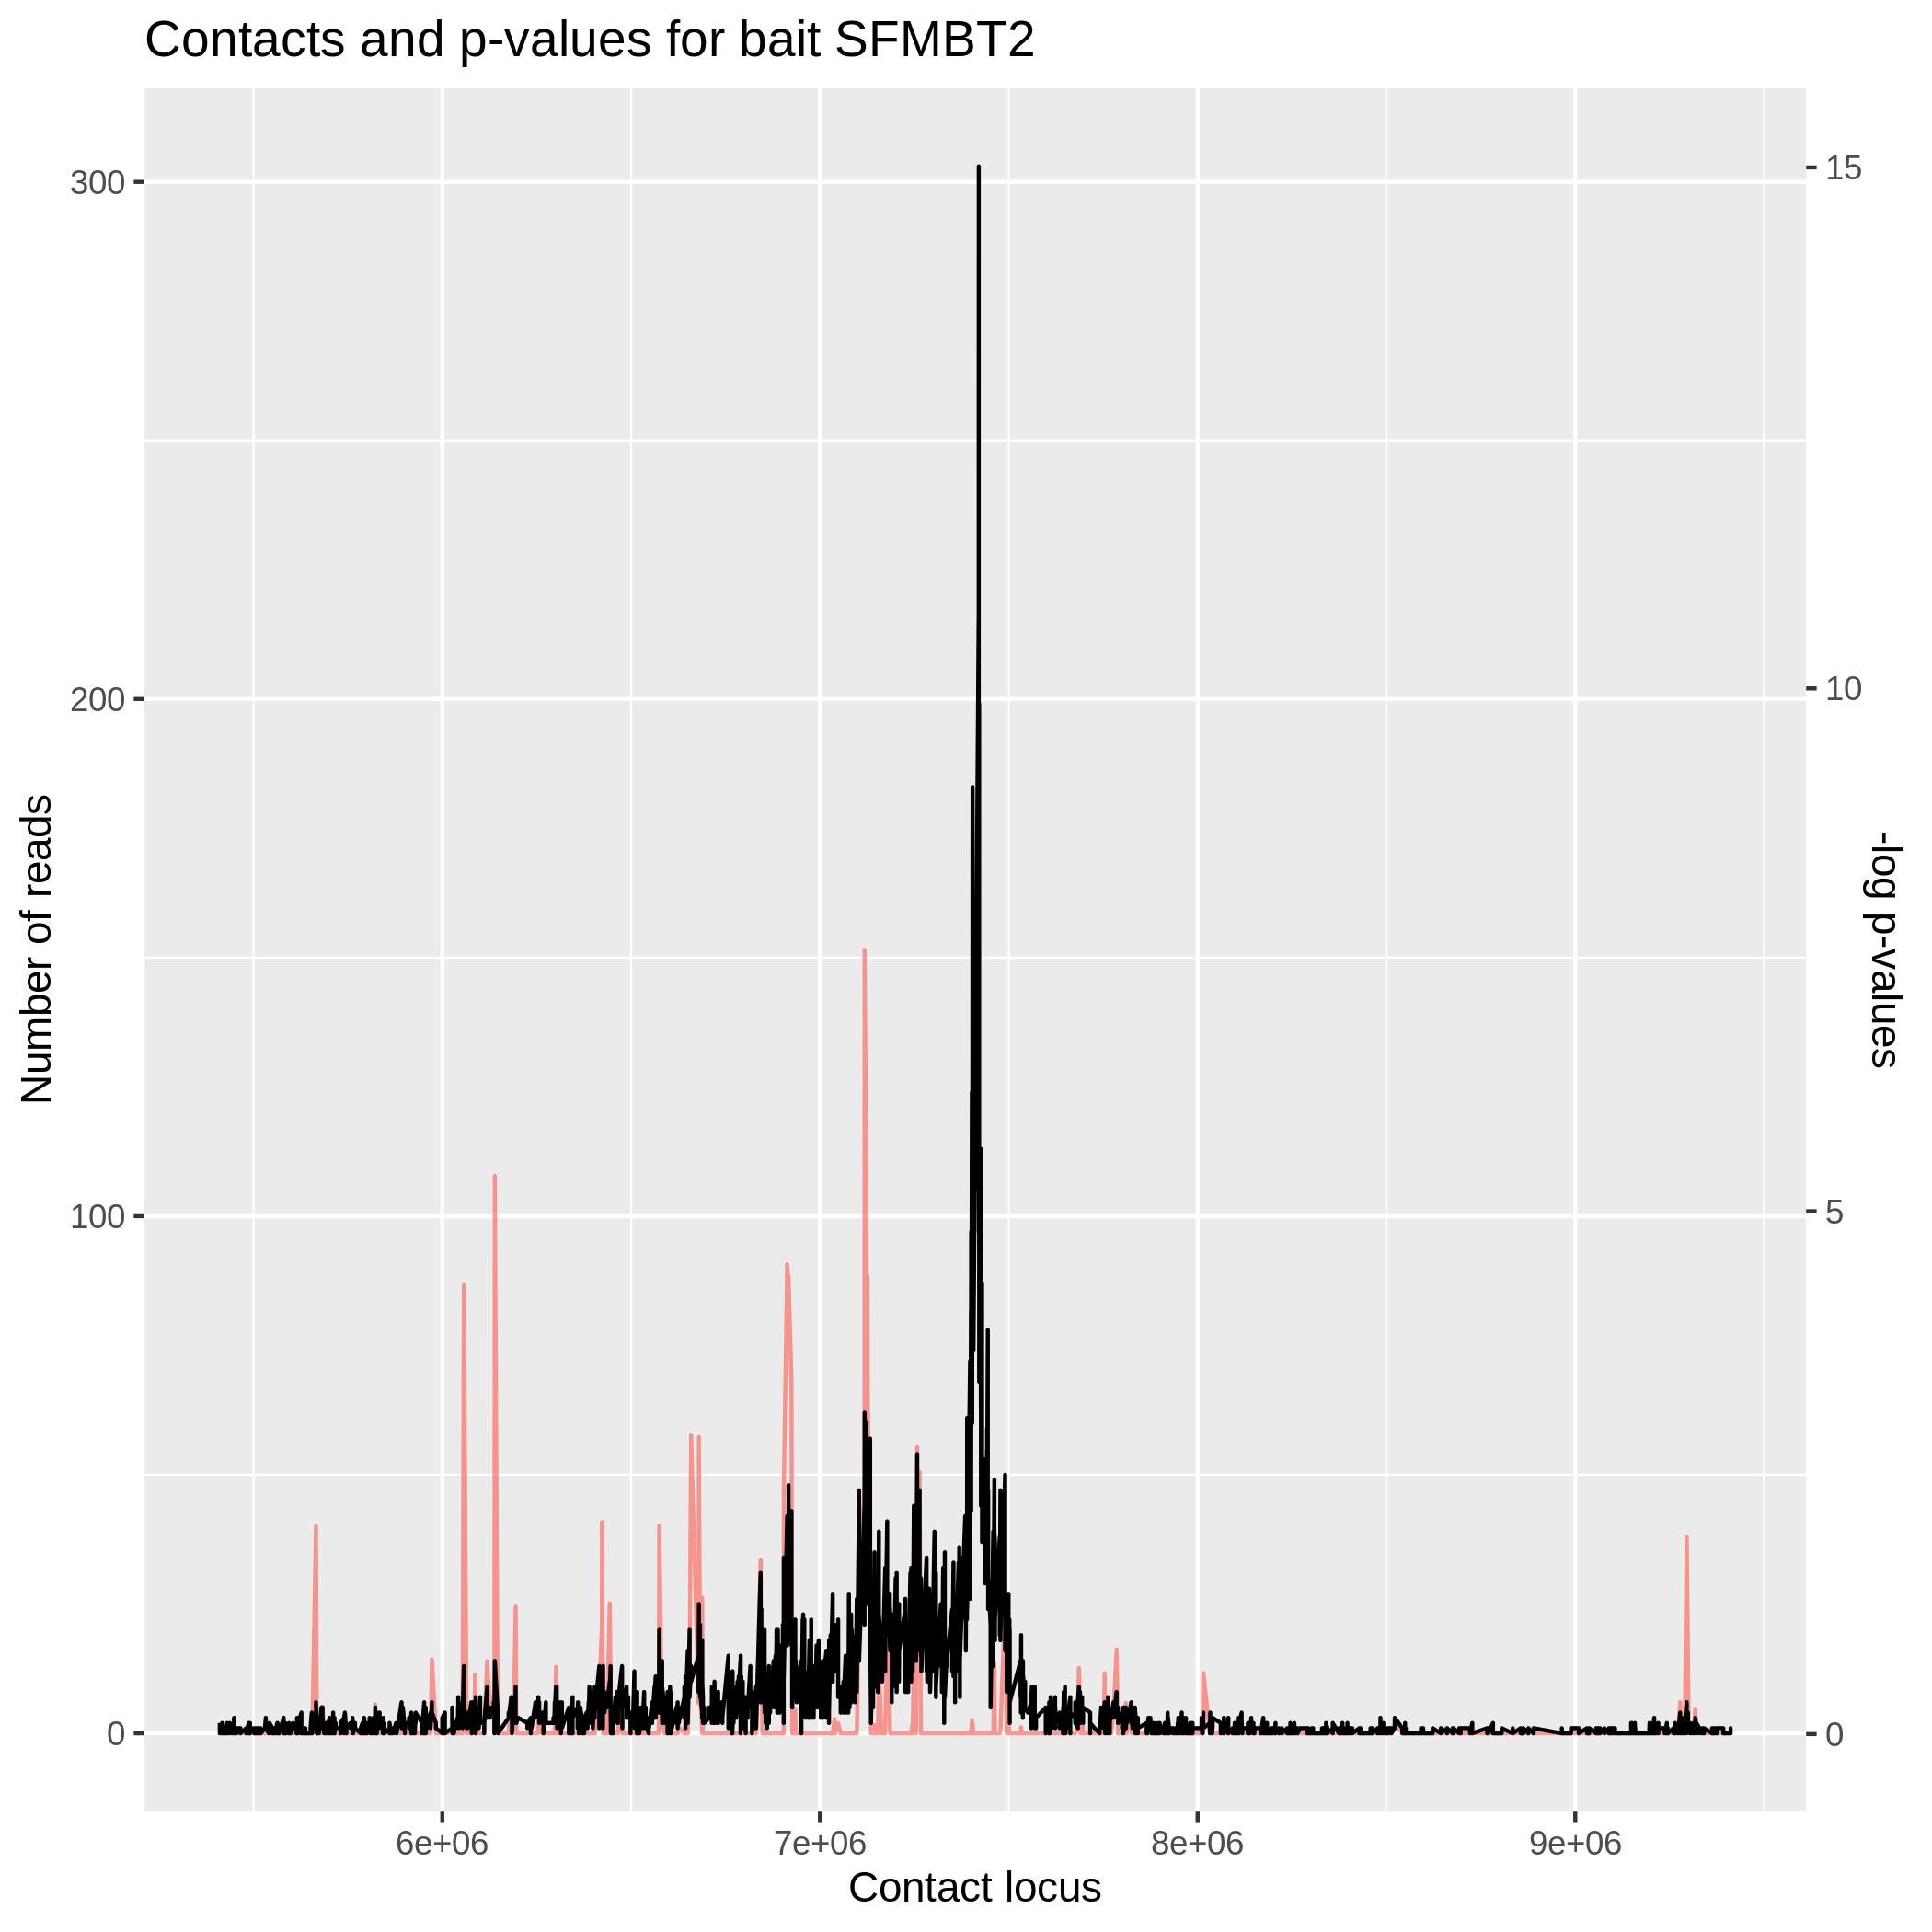 Contacts and p-values for bait SFMBT2
300
200
100
0
Number of reads
15
10
5
0
-log p-values
6e+06 7e+06 8e+06 9e+06
Contact locus